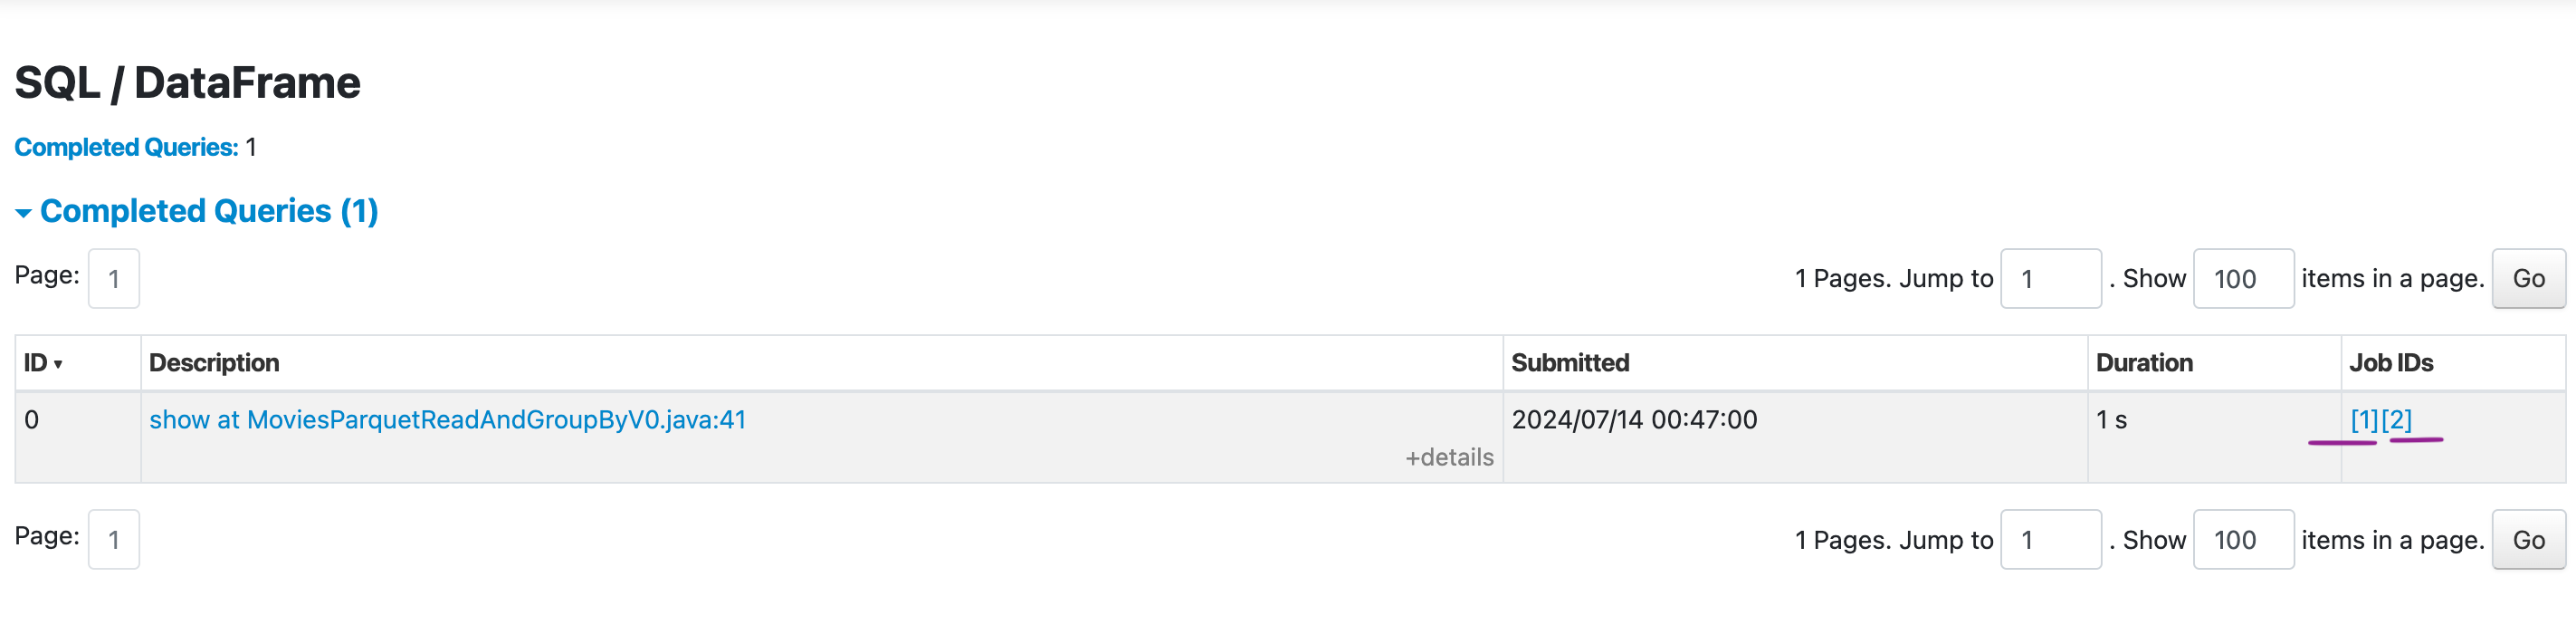 SQL / DataFrame
Completed Queries: 1
Completed Queries (1)
Page: 1 1 Pages. Jump to 1 . Show 100 items in a page. Go
ID ▾ Description Submitted Duration Job IDs
0 show at MoviesParquetReadAndGroupByV0.java:41 2024/07/14 00:47:00 1 s [1][2]
+details
Page: 1 1 Pages. Jump to 1 . Show 100 items in a page. Go